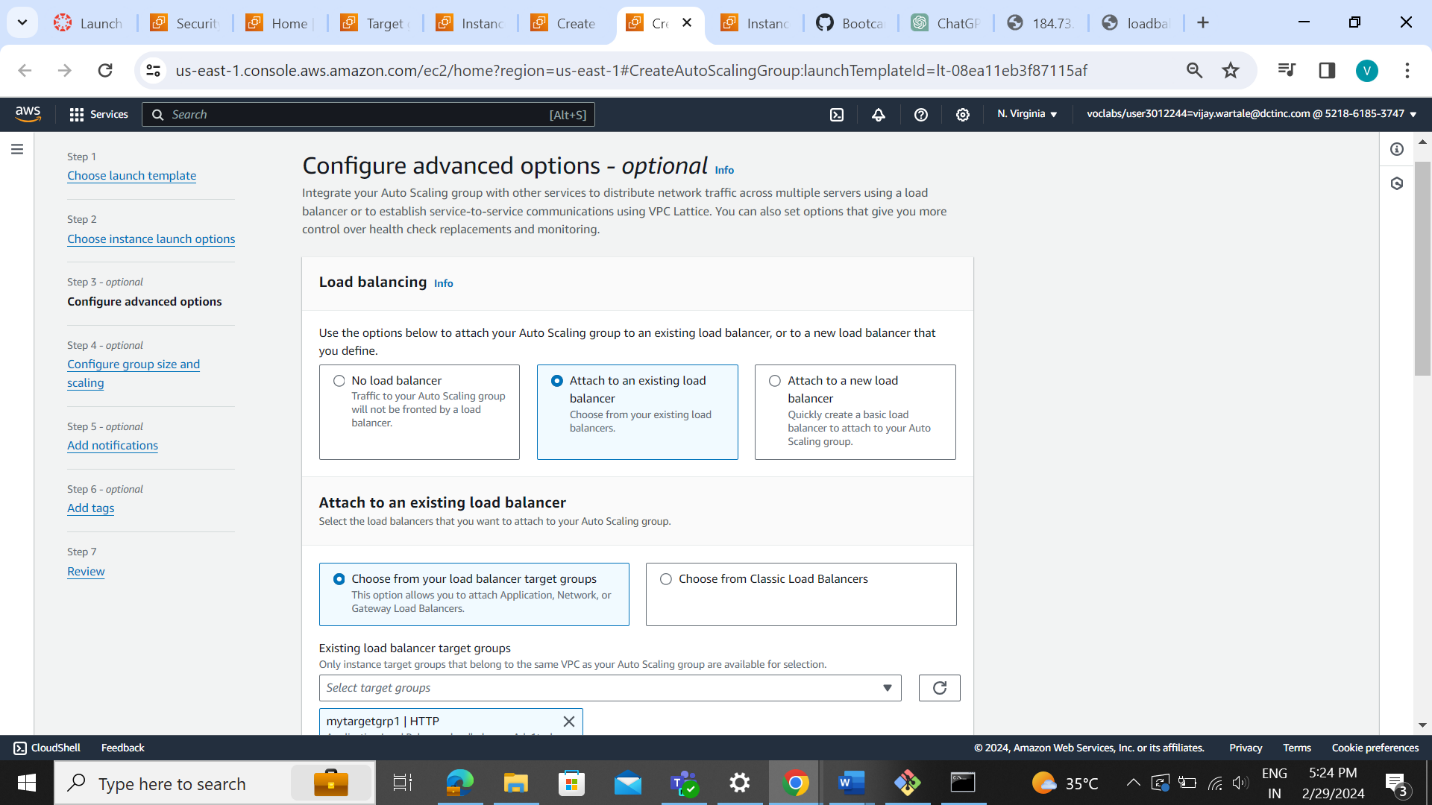 Launch
Securit
Home |
Target g
Instanc
Create
Cre
Instanc
Bootca
ChatGP
184.73.
loadba
us-east-1.console.aws.amazon.com/ec2/home?region=us-east-1#CreateAutoScalingGroup:launchTemplateId=lt-08ea11eb3f87115af
V
aws
Services
Search
[Alt+S]
N. Virginia
voclabs/user3012244=vijay.wartale@dctinc.com @ 5218-6185-3747
Step 1
Choose launch template
Step 2
Choose instance launch options
Step 3 - optional
Configure advanced options
Step 4 - optional
Configure group size and
scaling
Step 5 - optional
Add notifications
Step 6 - optional
Add tags
Step 7
Review
Configure advanced options - optional Info
Integrate your Auto Scaling group with other services to distribute network traffic across multiple servers using a load
balancer or to establish service-to-service communications using VPC Lattice. You can also set options that give you more
control over health check replacements and monitoring.
Load balancing Info
Use the options below to attach your Auto Scaling group to an existing load balancer, or to a new load balancer that
you define.
No load balancer
Traffic to your Auto Scaling group
will not be fronted by a load
balancer.
Attach to an existing load
balancer
Choose from your existing load
balancers.
Attach to a new load
balancer
Quickly create a basic load
balancer to attach to your Auto
Scaling group.
Attach to an existing load balancer
Select the load balancers that you want to attach to your Auto Scaling group.
Choose from your load balancer target groups
This option allows you to attach Application, Network, or
Gateway Load Balancers.
Choose from Classic Load Balancers
Existing load balancer target groups
Only instance target groups that belong to the same VPC as your Auto Scaling group are available for selection.
Select target groups
mytargetgrp1 | HTTP
CloudShell
Feedback
© 2024, Amazon Web Services, Inc. or its affiliates.
Privacy
Terms
Cookie preferences
Type here to search
35°C
ENG
IN
5:24 PM
2/29/2024
3